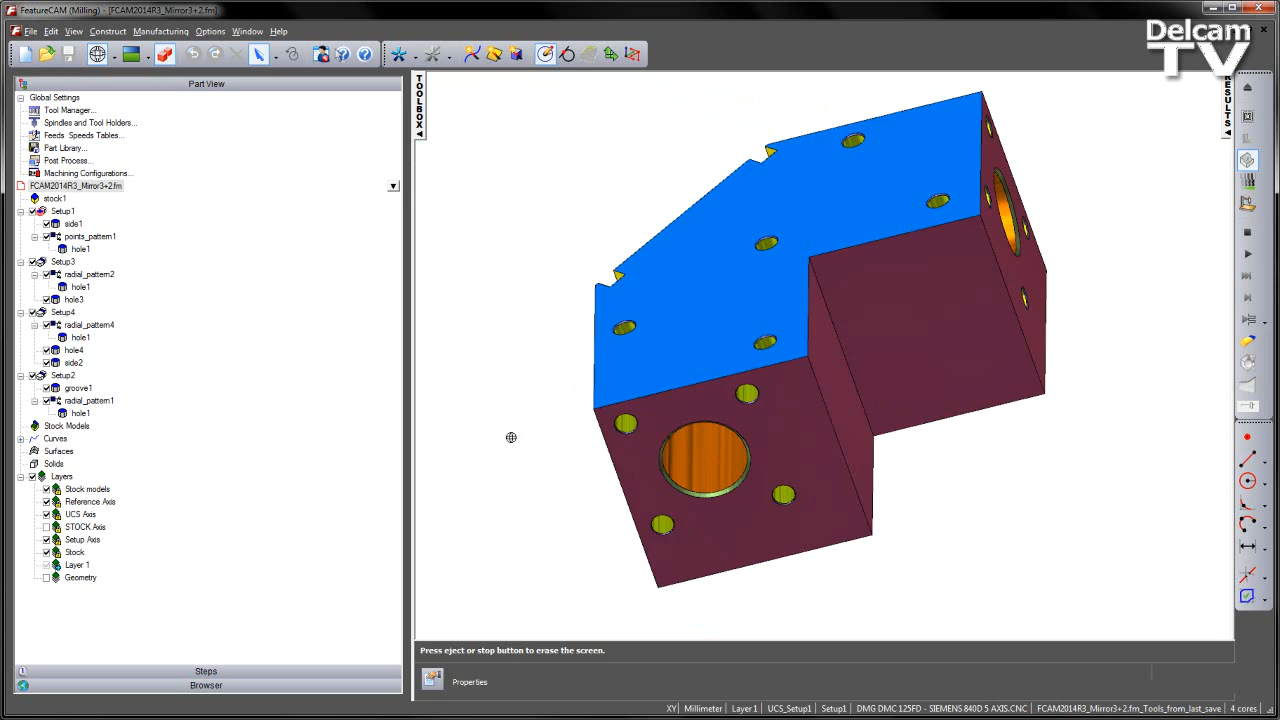 FeatureCAM (Milling) - [FCAM2014R3_Mirror3+2.fm]
File Edit View Construct Manufacturing Options Window Help
Delcam
TV
Part View
TOOLBOX
RESULTS
Global Settings
Tool Manager...
Spindles and Tool Holders...
Feeds Speeds Tables...
Part Library...
Post Process...
Machining Configurations...
FCAM2014R3_Mirror3+2.fm
stock1
Setup1
side1
points_pattern1
hole1
Setup3
radial_pattern2
hole1
hole3
Setup4
radial_pattern4
hole1
hole4
side2
Setup2
groove1
radial_pattern1
hole1
Stock Models
Curves
Surfaces
Solids
Layers
Stock models
Reference Axis
UCS Axis
STOCK Axis
Setup Axis
Stock
Layer 1
Geometry
Press eject or stop button to erase the screen.
Steps
Properties
Browser
XY Millimeter Layer 1 UCS_Setup1 Setup1 DMG DMC 125FD - SIEMENS 840D 5 AXIS.CNC FCAM2014R3_Mirror3+2.fm_Tools_from_last_save 4 cores